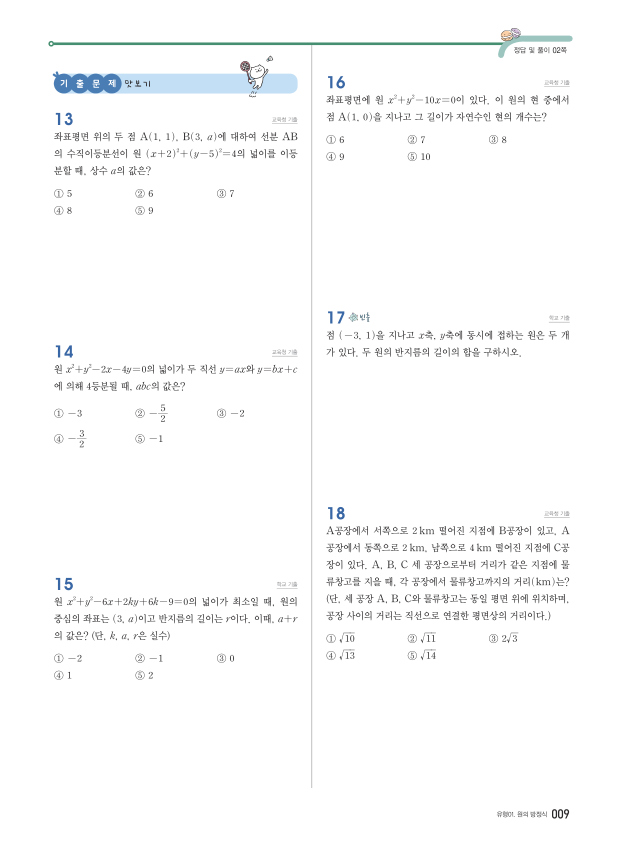 정답 및 풀이 02쪽
기출문제 맛보기
13
교육청 기출
좌표평면 위의 두 점 A(1, 1), B(3, a)에 대하여 선분 AB
의 수직이등분선이 원 (x+2)²+(y-5)²=4의 넓이를 이등
분할 때, 상수 a의 값은?
① 5 ② 6 ③ 7
④ 8 ⑤ 9
14
교육청 기출
원 x²+y²-2x-4y=0의 넓이가 두 직선 y=ax와 y=bx+c
에 의해 4등분될 때, abc의 값은?
① -3 ② -5/2 ③ -2
④ -3/2 ⑤ -1
15
학교 기출
원 x²+y²-6x+2ky+6k-9=0의 넓이가 최소일 때, 원의
중심의 좌표는 (3, a)이고 반지름의 길이는 r이다. 이때, a+r
의 값은? (단, k, a, r은 실수)
① -2 ② -1 ③ 0
④ 1 ⑤ 2
16
교육청 기출
좌표평면에 원 x²+y²-10x=0이 있다. 이 원의 현 중에서
점 A(1, 0)을 지나고 그 길이가 자연수인 현의 개수는?
① 6 ② 7 ③ 8
④ 9 ⑤ 10
17 빈출
학교 기출
점 (-3, 1)을 지나고 x축, y축에 동시에 접하는 원은 두 개
가 있다. 두 원의 반지름의 길이의 합을 구하시오.
18
교육청 기출
A공장에서 서쪽으로 2 km 떨어진 지점에 B공장이 있고, A
공장에서 동쪽으로 2 km, 남쪽으로 4 km 떨어진 지점에 C공
장이 있다. A, B, C 세 공장으로부터 거리가 같은 지점에 물
류창고를 지을 때, 각 공장에서 물류창고까지의 거리(km)는?
(단, 세 공장 A, B, C와 물류창고는 동일 평면 위에 위치하며,
공장 사이의 거리는 직선으로 연결한 평면상의 거리이다.)
① √10 ② √11 ③ 2√3
④ √13 ⑤ √14
유형01. 원의 방정식 009